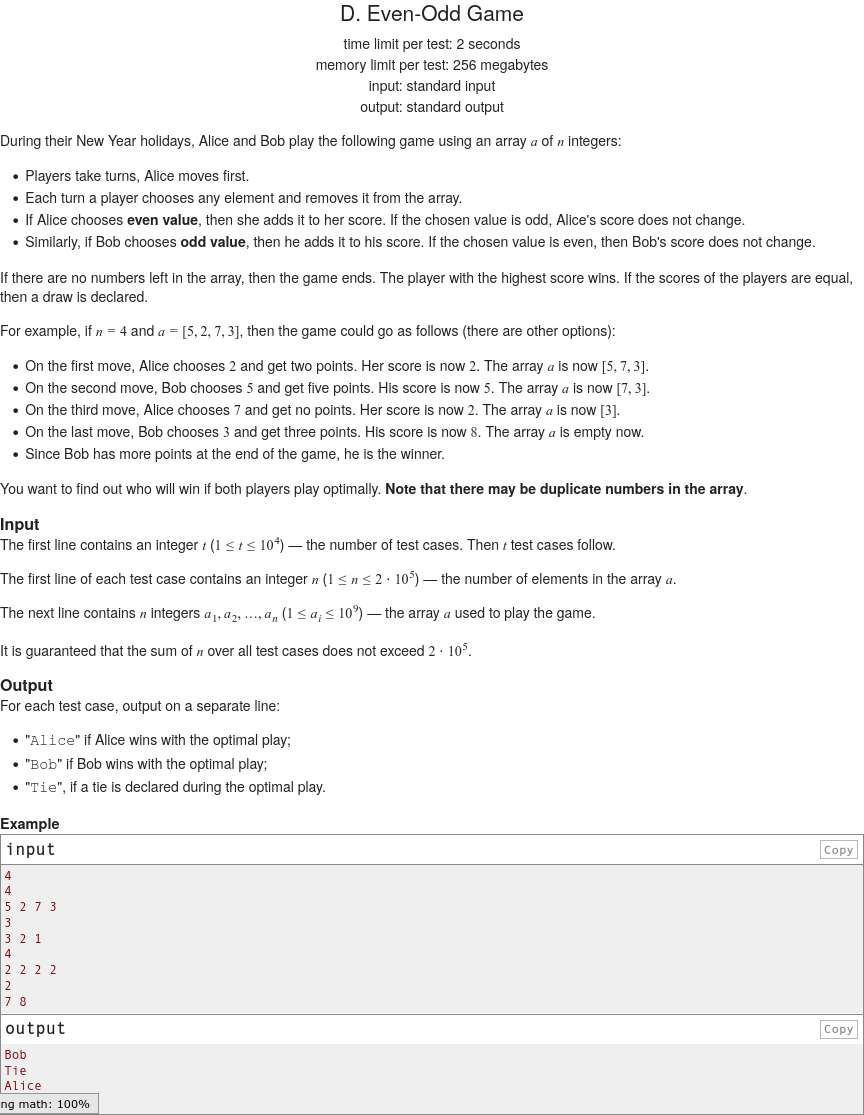 D. Even-Odd Game
time limit per test: 2 seconds
memory limit per test: 256 megabytes
input: standard input
output: standard output
During their New Year holidays, Alice and Bob play the following game using an array a of n integers:
• Players take turns, Alice moves first.
• Each turn a player chooses any element and removes it from the array.
• If Alice chooses even value, then she adds it to her score. If the chosen value is odd, Alice's score does not change.
• Similarly, if Bob chooses odd value, then he adds it to his score. If the chosen value is even, then Bob's score does not change.
If there are no numbers left in the array, then the game ends. The player with the highest score wins. If the scores of the players are equal,
then a draw is declared.
For example, if n = 4 and a = [5, 2, 7, 3], then the game could go as follows (there are other options):
• On the first move, Alice chooses 2 and get two points. Her score is now 2. The array a is now [5, 7, 3].
• On the second move, Bob chooses 5 and get five points. His score is now 5. The array a is now [7, 3].
• On the third move, Alice chooses 7 and get no points. Her score is now 2. The array a is now [3].
• On the last move, Bob chooses 3 and get three points. His score is now 8. The array a is empty now.
• Since Bob has more points at the end of the game, he is the winner.
You want to find out who will win if both players play optimally. Note that there may be duplicate numbers in the array.
Input
The first line contains an integer t (1 ≤ t ≤ 10⁴) — the number of test cases. Then t test cases follow.
The first line of each test case contains an integer n (1 ≤ n ≤ 2 · 10⁵) — the number of elements in the array a.
The next line contains n integers a₁, a₂, …, aₙ (1 ≤ aᵢ ≤ 10⁹) — the array a used to play the game.
It is guaranteed that the sum of n over all test cases does not exceed 2 · 10⁵.
Output
For each test case, output on a separate line:
• "Alice" if Alice wins with the optimal play;
• "Bob" if Bob wins with the optimal play;
• "Tie", if a tie is declared during the optimal play.
Example
input Copy
4
4
5 2 7 3
3
3 2 1
4
2 2 2 2
2
7 8
output Copy
Bob
Tie
Alice
ng math: 100%